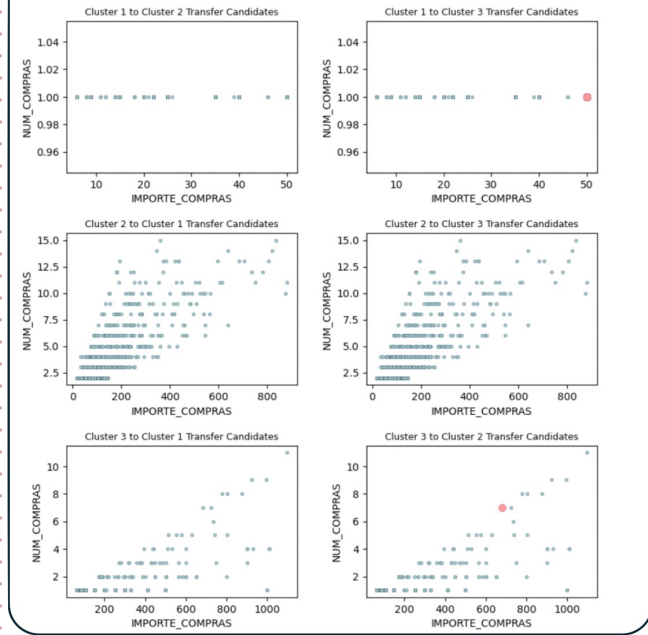 Cluster 1 to Cluster 2 Transfer Candidates
1.04
1.02
1.00
0.98
0.96
NUM_COMPRAS
10 20 30 40 50
IMPORTE_COMPRAS
Cluster 1 to Cluster 3 Transfer Candidates
1.04
1.02
1.00
0.98
0.96
NUM_COMPRAS
10 20 30 40 50
IMPORTE_COMPRAS
Cluster 2 to Cluster 1 Transfer Candidates
15.0
12.5
10.0
7.5
5.0
2.5
NUM_COMPRAS
0 200 400 600 800
IMPORTE_COMPRAS
Cluster 2 to Cluster 3 Transfer Candidates
15.0
12.5
10.0
7.5
5.0
2.5
NUM_COMPRAS
0 200 400 600 800
IMPORTE_COMPRAS
Cluster 3 to Cluster 1 Transfer Candidates
10
8
6
4
2
NUM_COMPRAS
200 400 600 800 1000
IMPORTE_COMPRAS
Cluster 3 to Cluster 2 Transfer Candidates
10
8
6
4
2
NUM_COMPRAS
200 400 600 800 1000
IMPORTE_COMPRAS